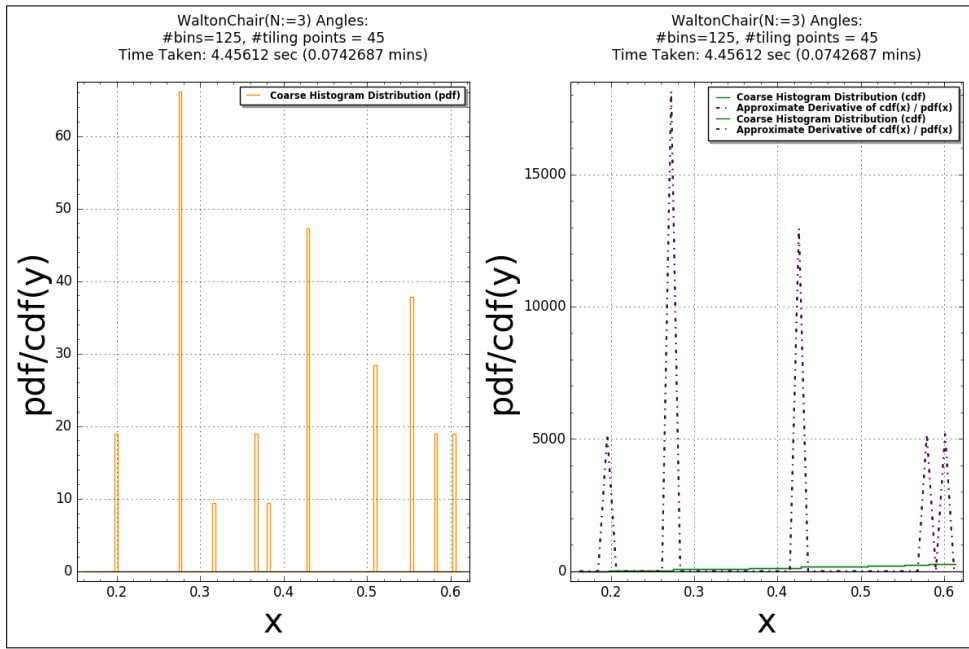 WaltonChair(N:=3) Angles:
#bins=125, #tiling points = 45
Time Taken: 4.45612 sec (0.0742687 mins)
Coarse Histogram Distribution (pdf)
60
50
40
30
20
10
0
0.2
0.3
0.4
0.5
0.6
pdf/cdf(y)
x
WaltonChair(N:=3) Angles:
#bins=125, #tiling points = 45
Time Taken: 4.45612 sec (0.0742687 mins)
Coarse Histogram Distribution (cdf)
Approximate Derivative of cdf(x) / pdf(x)
Coarse Histogram Distribution (cdf)
Approximate Derivative of cdf(x) / pdf(x)
15000
10000
5000
0
0.2
0.3
0.4
0.5
0.6
pdf/cdf(y)
x